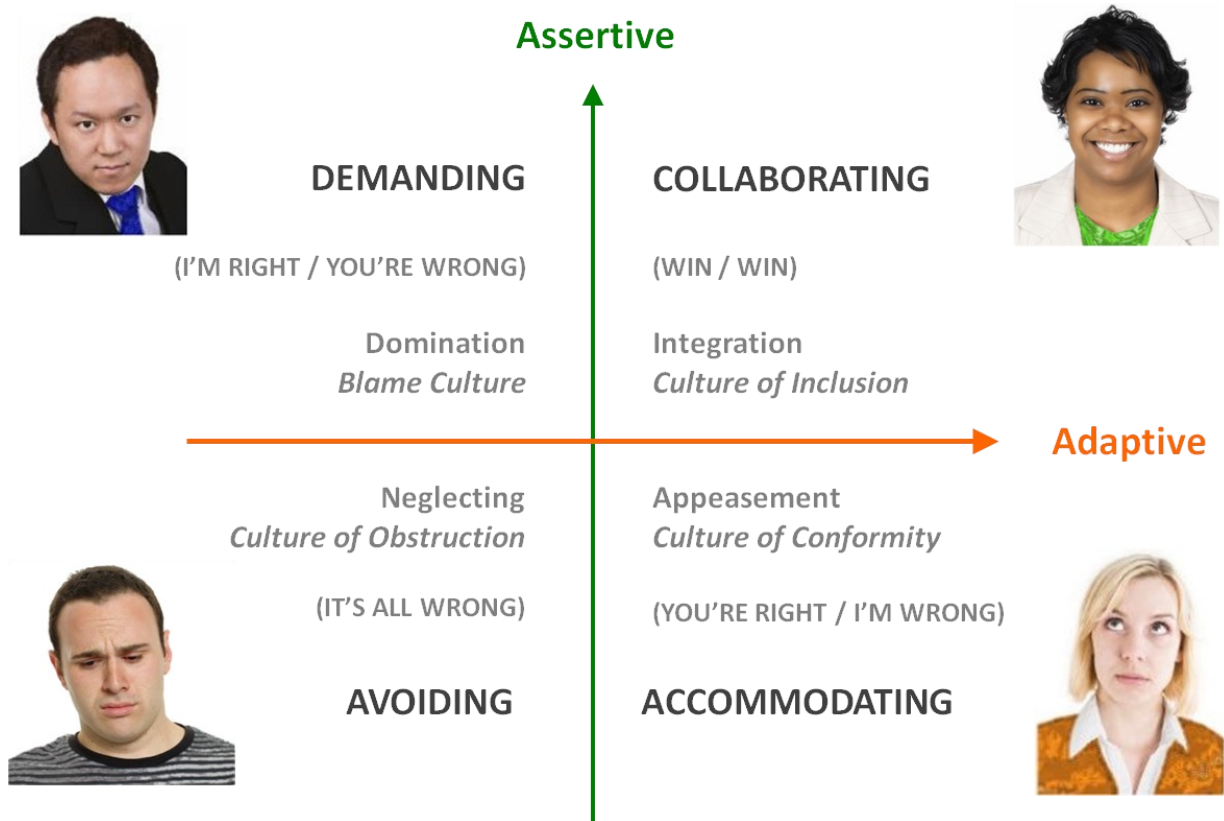 Assertive
DEMANDING
COLLABORATING
(I'M RIGHT / YOU'RE WRONG)
(WIN / WIN)
Domination
Blame Culture
Integration
Culture of Inclusion
Adaptive
Neglecting
Culture of Obstruction
Appeasement
Culture of Conformity
(IT'S ALL WRONG)
(YOU'RE RIGHT / I'M WRONG)
AVOIDING
ACCOMMODATING